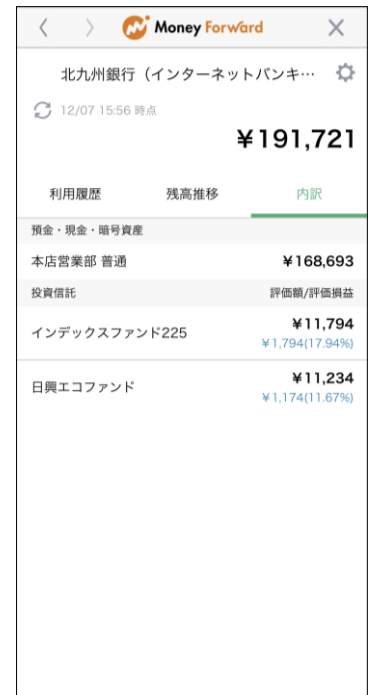 Money Forward
北九州銀行（インターネットバンキ…
12/07 15:56 時点
¥191,721
利用履歴 残高推移 内訳
預金・現金・暗号資産
本店営業部 普通 ¥168,693
投資信託 評価額/評価損益
インデックスファンド225 ¥11,794
¥1,794(17.94%)
日興エコファンド ¥11,234
¥1,174(11.67%)